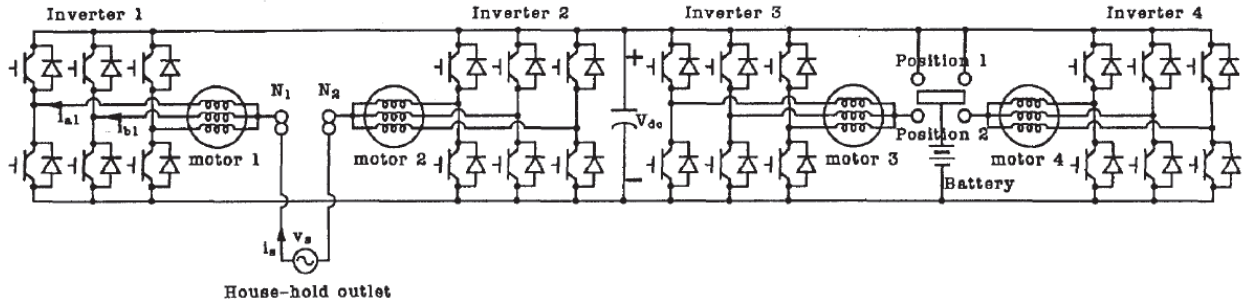 Inverter 1
Inverter 2
Inverter 3
Inverter 4
Position 1
N1
N2
+
ia1
ib1
Vdc
Position 2
motor 1
motor 2
motor 3
motor 4
−
Battery
is
vs
House-hold outlet